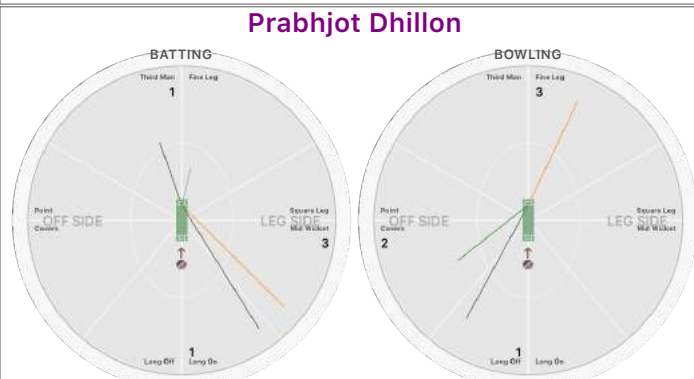 Prabhjot Dhillon
BATTING
Third Man Fine Leg
1
Point
OFF SIDE
Covers
Square Leg
LEG SIDE
Mid Wicket
3
1
Long Off Long On
BOWLING
Third Man Fine Leg
3
Point
OFF SIDE
Covers
2
Square Leg
LEG SIDE
Mid Wicket
1
Long Off Long On